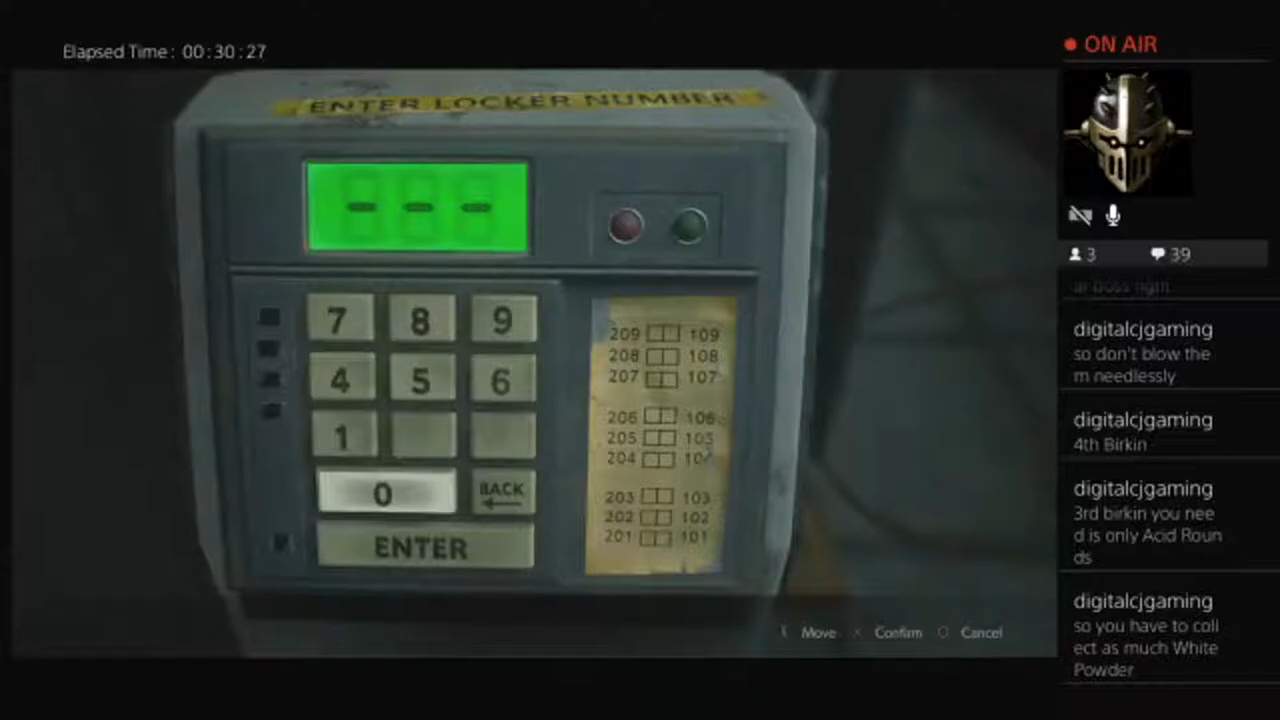 Elapsed Time: 00:30:27
ON AIR
ENTER LOCKER NUMBER
- - -
7 8 9
4 5 6
1
0 BACK
ENTER
209 109
208 108
207 107
206 106
205 105
204 104
203 103
202 102
201 101
Move Confirm Cancel
3 39
ar boss fight
digitalcjgaming
so don't blow the
m needlessly
digitalcjgaming
4th Birkin
digitalcjgaming
3rd birkin you nee
d is only Acid Roun
ds
digitalcjgaming
so you have to coll
ect as much White
Powder